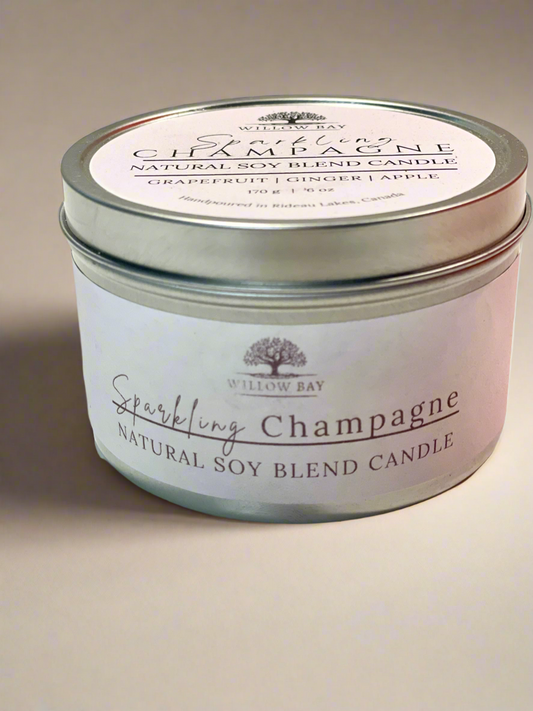 WILLOW BAY
Sparkling
CHAMPAGNE
NATURAL SOY BLEND CANDLE
GRAPEFRUIT | GINGER | APPLE
170 g | 6 oz
Handpoured in Rideau Lakes, Canada
WILLOW BAY
Sparkling Champagne
NATURAL SOY BLEND CANDLE